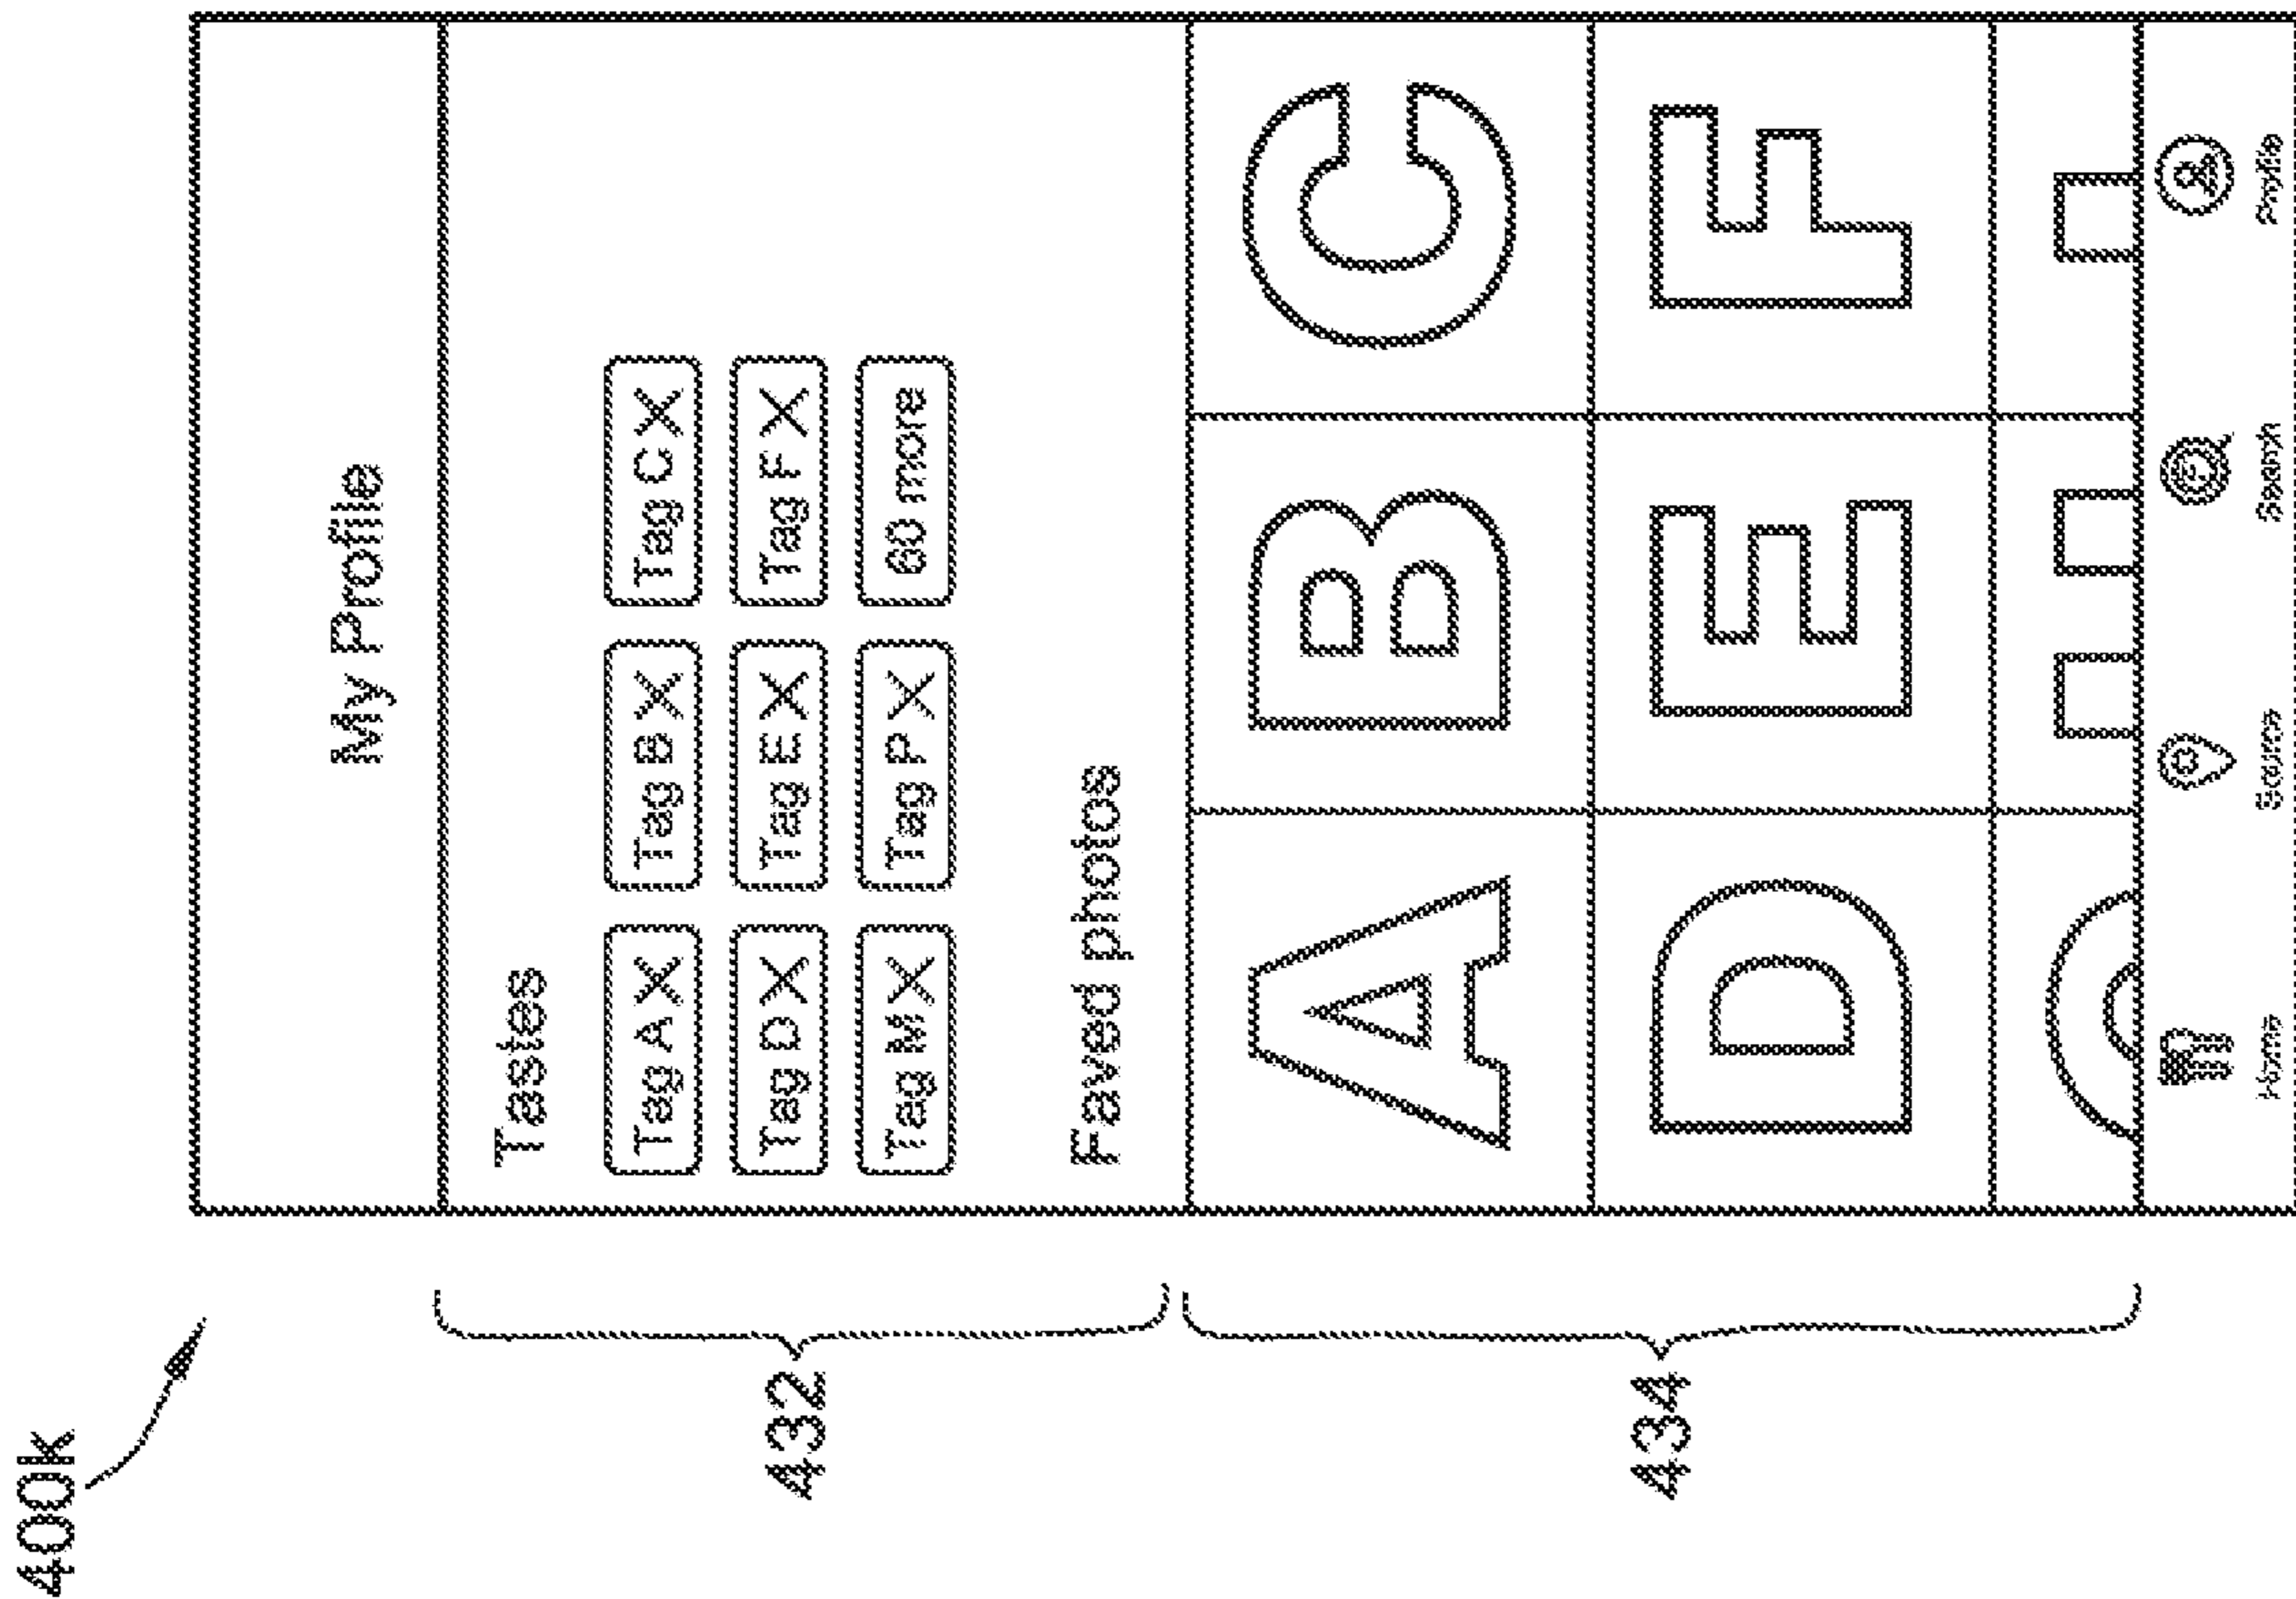 400k
My Profile
Tastes
Tag A X Tag B X Tag C X
Tag D X Tag E X Tag F X
Tag M X Tag P X 60 more
432
Faved photos
A B C
434
D E F
Home Source Search Profile